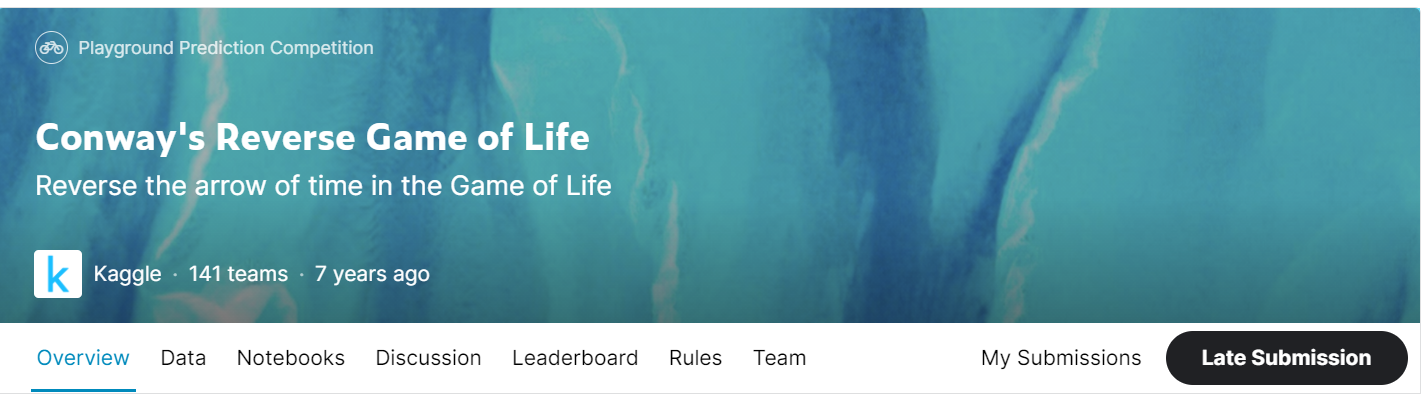 Playground Prediction Competition
Conway's Reverse Game of Life
Reverse the arrow of time in the Game of Life
k Kaggle · 141 teams · 7 years ago
Overview Data Notebooks Discussion Leaderboard Rules Team My Submissions Late Submission